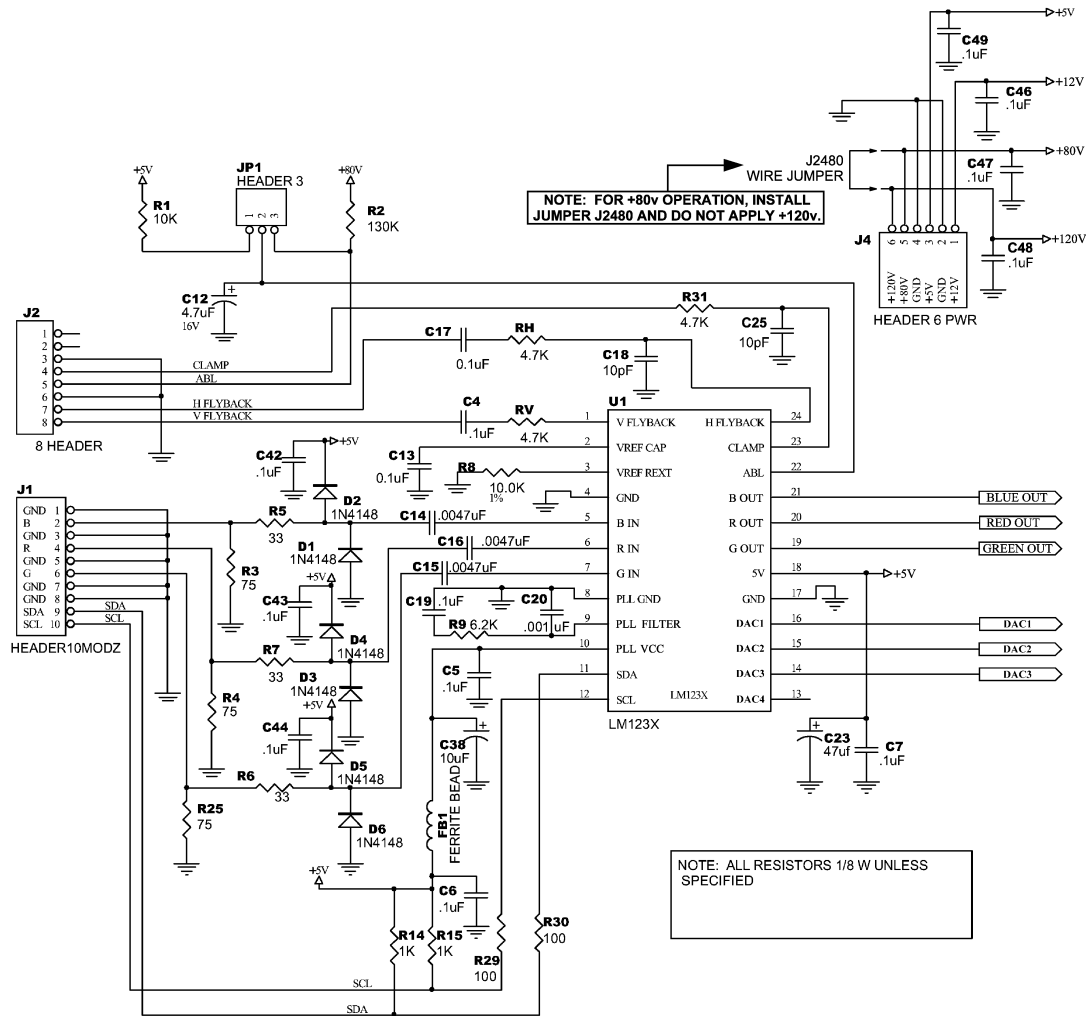 +5V
C49
.1uF
+12V
C46
.1uF
+80V
J2480
WIRE JUMPER
C47
.1uF
NOTE: FOR +80v OPERATION, INSTALL
JUMPER J2480 AND DO NOT APPLY +120v.
+120V
C48
.1uF
J4
6 5 4 3 2 1
+120V
+80V
GND
+5V
GND
+12V
HEADER 6 PWR
+5V
JP1
HEADER 3
1 2 3
+80V
R1
10K
R2
130K
C12
4.7uF
16V
R31
4.7K
C25
10pF
J2
1
2
3
4
5
6
7
8
8 HEADER
CLAMP
ABL
H FLYBACK
V FLYBACK
C17
0.1uF
RH
4.7K
C18
10pF
C4
.1uF
RV
4.7K
C13
0.1uF
R8
10.0K
1%
U1
1 V FLYBACK H FLYBACK 24
2 VREF CAP CLAMP 23
3 VREF REXT ABL 22
4 GND B OUT 21
5 B IN R OUT 20
6 R IN G OUT 19
7 G IN 5V 18
8 PLL GND GND 17
9 PLL FILTER DAC1 16
10 PLL VCC DAC2 15
11 SDA DAC3 14
12 SCL LM123X DAC4 13
LM123X
BLUE OUT
RED OUT
GREEN OUT
+5V
DAC1
DAC2
DAC3
C23
47uf
C7
.1uF
J1
GND 1
B 2
GND 3
R 4
GND 5
G 6
GND 7
GND 8
SDA 9
SCL 10
HEADER10MODZ
SDA
SCL
C42
.1uF
+5V
D2
1N4148
R5
33
R3
75
D1
1N4148
C14
.0047uF
C16
.0047uF
C15
.0047uF
+5V
C43
.1uF
D4
1N4148
C19
.1uF
C20
.001uF
R9 6.2K
R7
33
R4
75
D3
1N4148
+5V
C44
.1uF
D5
1N4148
C5
.1uF
C38
10uF
R6
33
R25
75
D6
1N4148
FB1
FERRITE BEAD
+5V
C6
.1uF
R14
1K
R15
1K
R29
100
R30
100
SCL
SDA
NOTE: ALL RESISTORS 1/8 W UNLESS
SPECIFIED